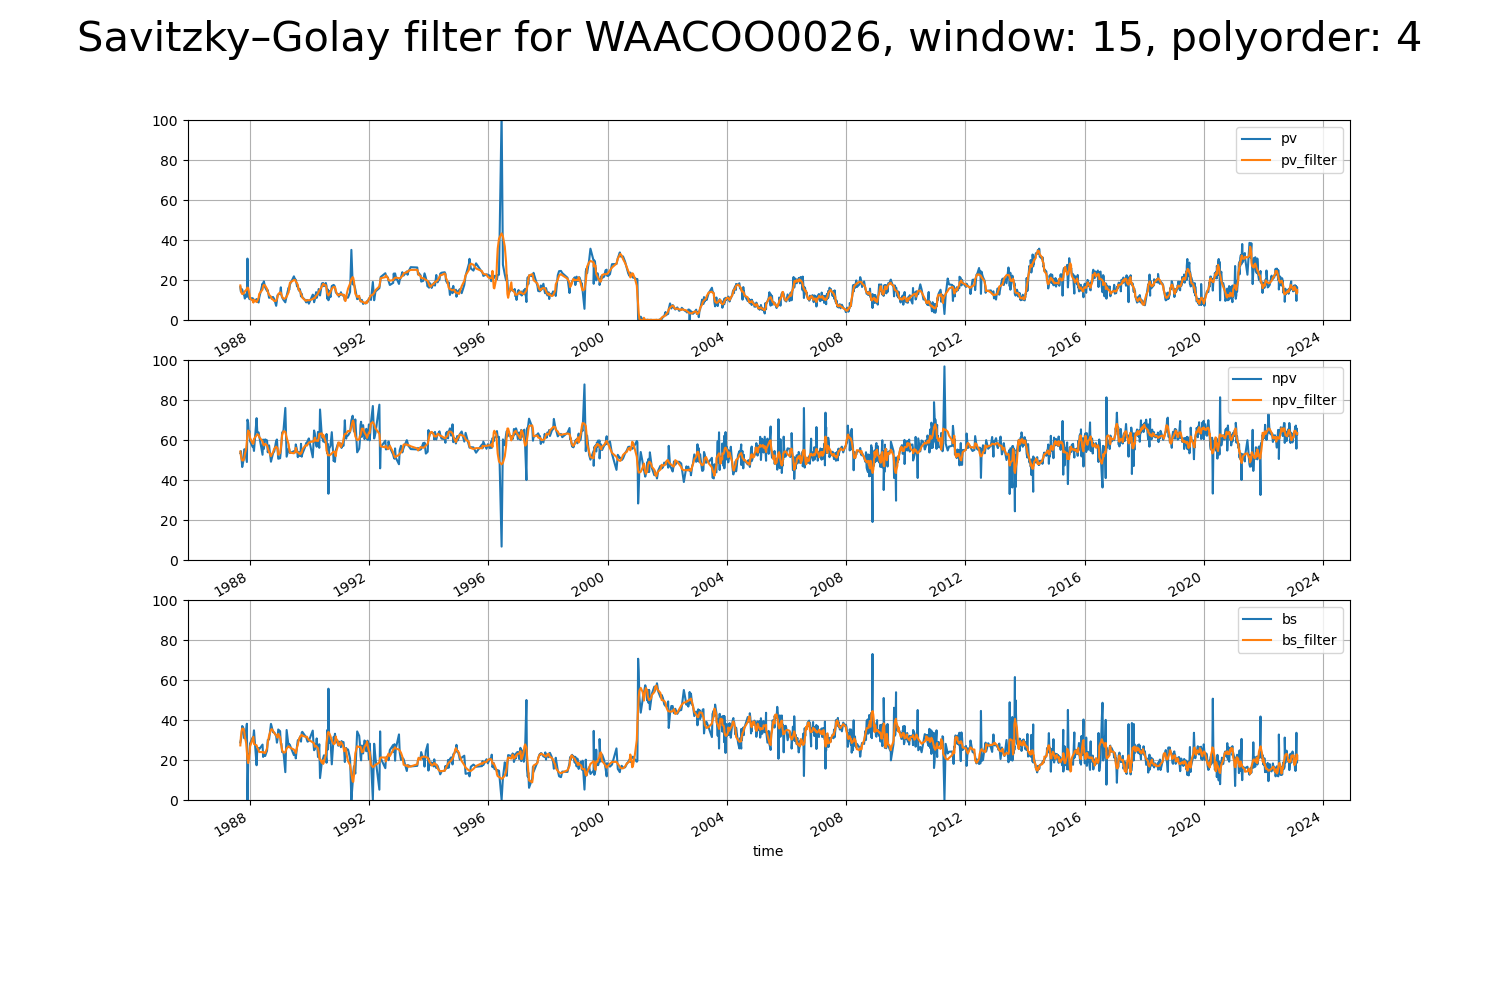 Savitzky–Golay filter for WAACOO0026, window: 15, polyorder: 4
100
80
60
40
20
0
pv
pv_filter
1988 1992 1996 2000 2004 2008 2012 2016 2020 2024
100
80
60
40
20
0
npv
npv_filter
1988 1992 1996 2000 2004 2008 2012 2016 2020 2024
100
80
60
40
20
0
bs
bs_filter
1988 1992 1996 2000 2004 2008 2012 2016 2020 2024
time